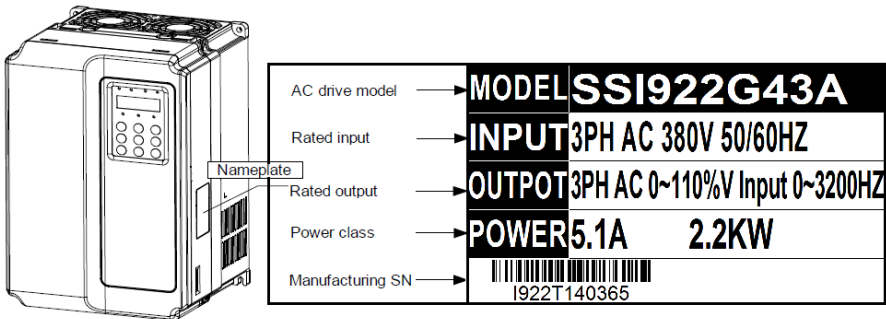 Nameplate
AC drive model
MODEL SSI922G43A
Rated input
INPUT 3PH AC 380V 50/60HZ
Rated output
OUTPOT 3PH AC 0~110%V Input 0~3200HZ
Power class
POWER 5.1A 2.2KW
Manufacturing SN
I922T140365
L